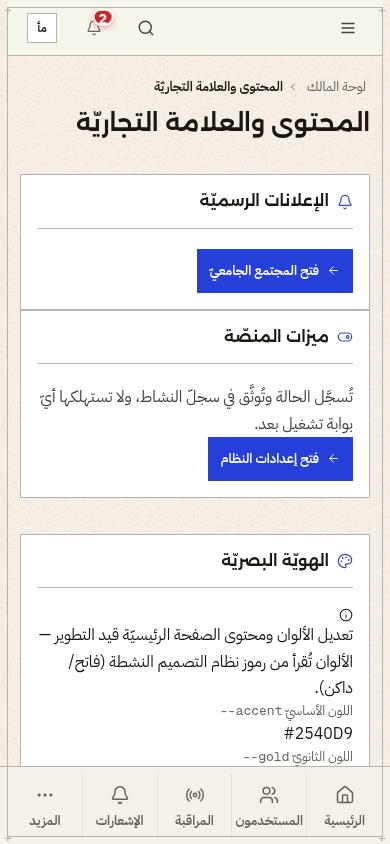 مأ
2
لوحة المالك › المحتوى والعلامة التجاريّة
المحتوى والعلامة التجاريّة
الإعلانات الرسميّة
فتح المجتمع الجامعيّ
ميزات المنصّة
تُسجَّل الحالة وتُوثَّق في سجلّ النشاط، ولا تستهلكها أيّ
بوابة تشغيل بعد.
فتح إعدادات النظام
الهويّة البصريّة
تعديل الألوان ومحتوى الصفحة الرئيسيّة قيد التطوير —
الألوان تُقرأ من رموز نظام التصميم النشطة (فاتح/
داكن).
اللون الأساسيّ --accent
#2540D9
اللون الثانويّ --gold
الرئيسية
المستخدمون
المراقبة
الإشعارات
المزيد